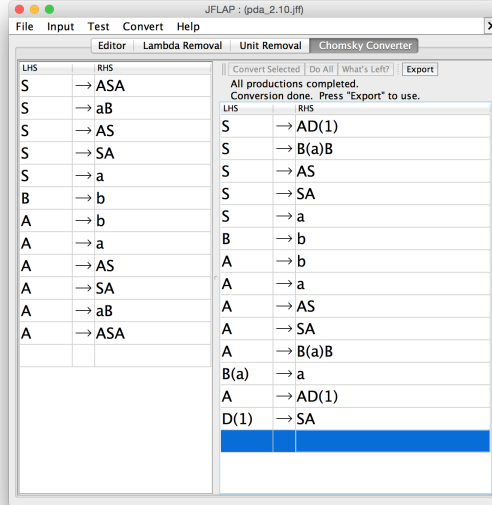 JFLAP : (pda_2.10.jff)
File Input Test Convert Help
Editor Lambda Removal Unit Removal Chomsky Converter
LHS RHS
S → ASA
S → aB
S → AS
S → SA
S → a
B → b
A → b
A → a
A → AS
A → SA
A → aB
A → ASA
Convert Selected Do All What's Left? Export
All productions completed.
Conversion done. Press "Export" to use.
LHS RHS
S → AD(1)
S → B(a)B
S → AS
S → SA
S → a
B → b
A → b
A → a
A → AS
A → SA
A → B(a)B
B(a) → a
A → AD(1)
D(1) → SA